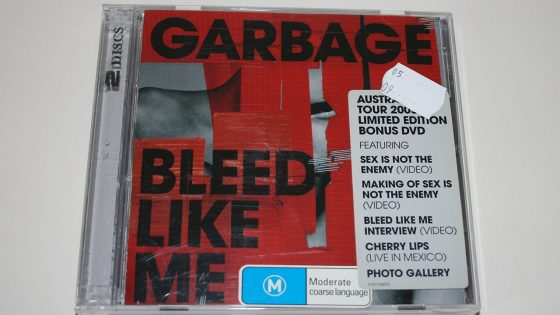 GARBAGE
BLEED
LIKE
ME
2 DISCS
05
TOUR
LIMITED EDITION
BONUS DVD
FEATURING
SEX IS NOT THE
ENEMY (VIDEO)
MAKING OF SEX IS
NOT THE ENEMY
(VIDEO)
BLEED LIKE ME
INTERVIEW (VIDEO)
CHERRY LIPS
(LIVE IN MEXICO)
PHOTO GALLERY
M
Moderate
coarse language